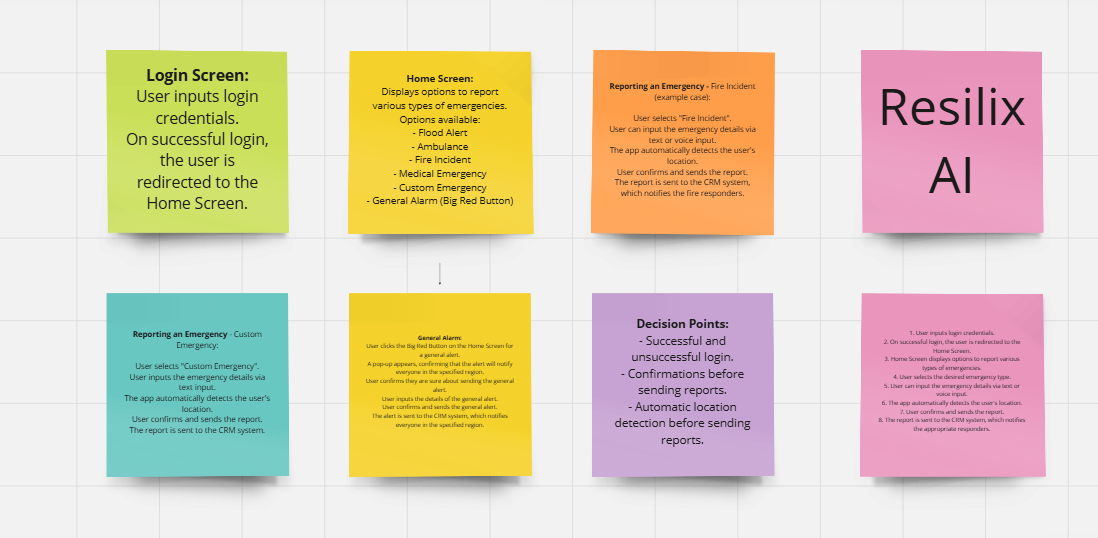 Login Screen:
User inputs login
credentials.
On successful login,
the user is
redirected to the
Home Screen.
Home Screen:
Displays options to report
various types of emergencies.
Options available:
- Flood Alert
- Ambulance
- Fire Incident
- Medical Emergency
- Custom Emergency
- General Alarm (Big Red Button)
Reporting an Emergency - Fire Incident
(example case):
User selects "Fire Incident".
User can input the emergency details via
text or voice input.
The app automatically detects the user's
location.
User confirms and sends the report.
The report is sent to the CRM system,
which notifies the fire responders.
Resilix
AI
Reporting an Emergency - Custom
Emergency:
User selects "Custom Emergency".
User inputs the emergency details via
text input.
The app automatically detects the user's
location.
User confirms and sends the report.
The report is sent to the CRM system.
General Alarm:
User clicks the Big Red Button on the Home Screen for
a general alert.
A pop-up appears, confirming that the alert will notify
everyone in the specified region.
User confirms they are sure about sending the general
alert.
User inputs the details of the general alert.
User confirms and sends the general alert.
The alert is sent to the CRM system, which notifies
everyone in the specified region.
Decision Points:
- Successful and
unsuccessful login.
- Confirmations before
sending reports.
- Automatic location
detection before sending
reports.
1. User inputs login credentials.
2. On successful login, the user is redirected to the
Home Screen.
3. Home Screen displays options to report various
types of emergencies.
4. User selects the desired emergency type.
5. User can input the emergency details via text or
voice input.
6. The app automatically detects the user's location.
7. User confirms and sends the report.
8. The report is sent to the CRM system, which notifies
the appropriate responders.